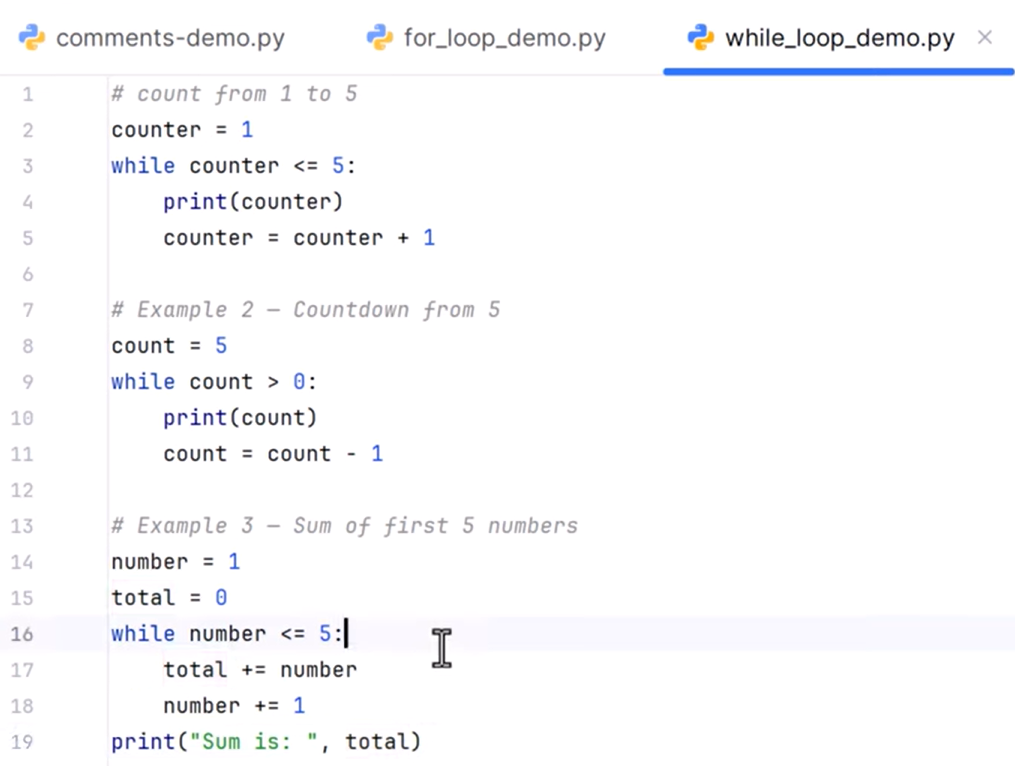 comments-demo.py for_loop_demo.py while_loop_demo.py ×
1 # count from 1 to 5
2 counter = 1
3 while counter <= 5:
4     print(counter)
5     counter = counter + 1
6
7 # Example 2 – Countdown from 5
8 count = 5
9 while count > 0:
10     print(count)
11     count = count - 1
12
13 # Example 3 – Sum of first 5 numbers
14 number = 1
15 total = 0
16 while number <= 5:
17     total += number
18     number += 1
19 print("Sum is: ", total)